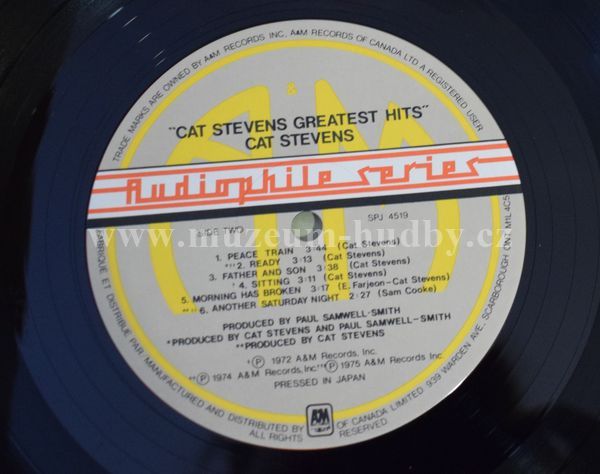 TRADE MARKS ARE OWNED BY A&M RECORDS INC. A&M RECORDS OF CANADA LTD A REGISTERED USER
&
"CAT STEVENS GREATEST HITS"
CAT STEVENS
Audiophile series
SIDE TWO
SPJ 4519
www.muzeum-hudby.cz
1. PEACE TRAIN 3:44 (Cat Stevens)
2. READY 3:13 (Cat Stevens)
3. FATHER AND SON 3:38 (Cat Stevens)
4. SITTING 3:11 (Cat Stevens)
5. MORNING HAS BROKEN 3:17 (E. Farjeon-Cat Stevens)
6. ANOTHER SATURDAY NIGHT 2:27 (Sam Cooke)
PRODUCED BY PAUL SAMWELL-SMITH
*PRODUCED BY CAT STEVENS AND PAUL SAMWELL-SMITH
**PRODUCED BY CAT STEVENS
Ⓟ 1972 A&M Records, Inc.
Ⓟ 1974 A&M Records, Inc. Ⓟ 1975 A&M Records, Inc.
PRESSED IN JAPAN
A&M RECORDS
FABRIQUE ET DISTRIBUE PAR. MANUFACTURED AND DISTRIBUTED BY
OF CANADA LIMITED 939 WARDEN AVE. SCARBOROUGH ONT M1L 4C5
ALL RIGHTS RESERVED